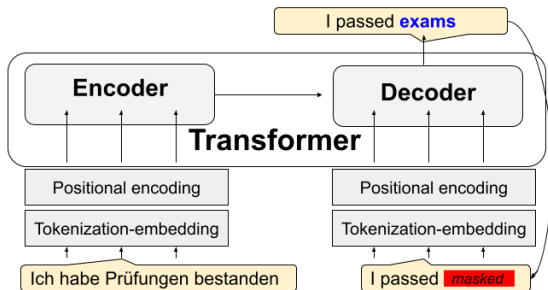 I passed exams
Encoder
Decoder
Transformer
Positional encoding
Positional encoding
Tokenization-embedding
Tokenization-embedding
Ich habe Prüfungen bestanden
I passed masked